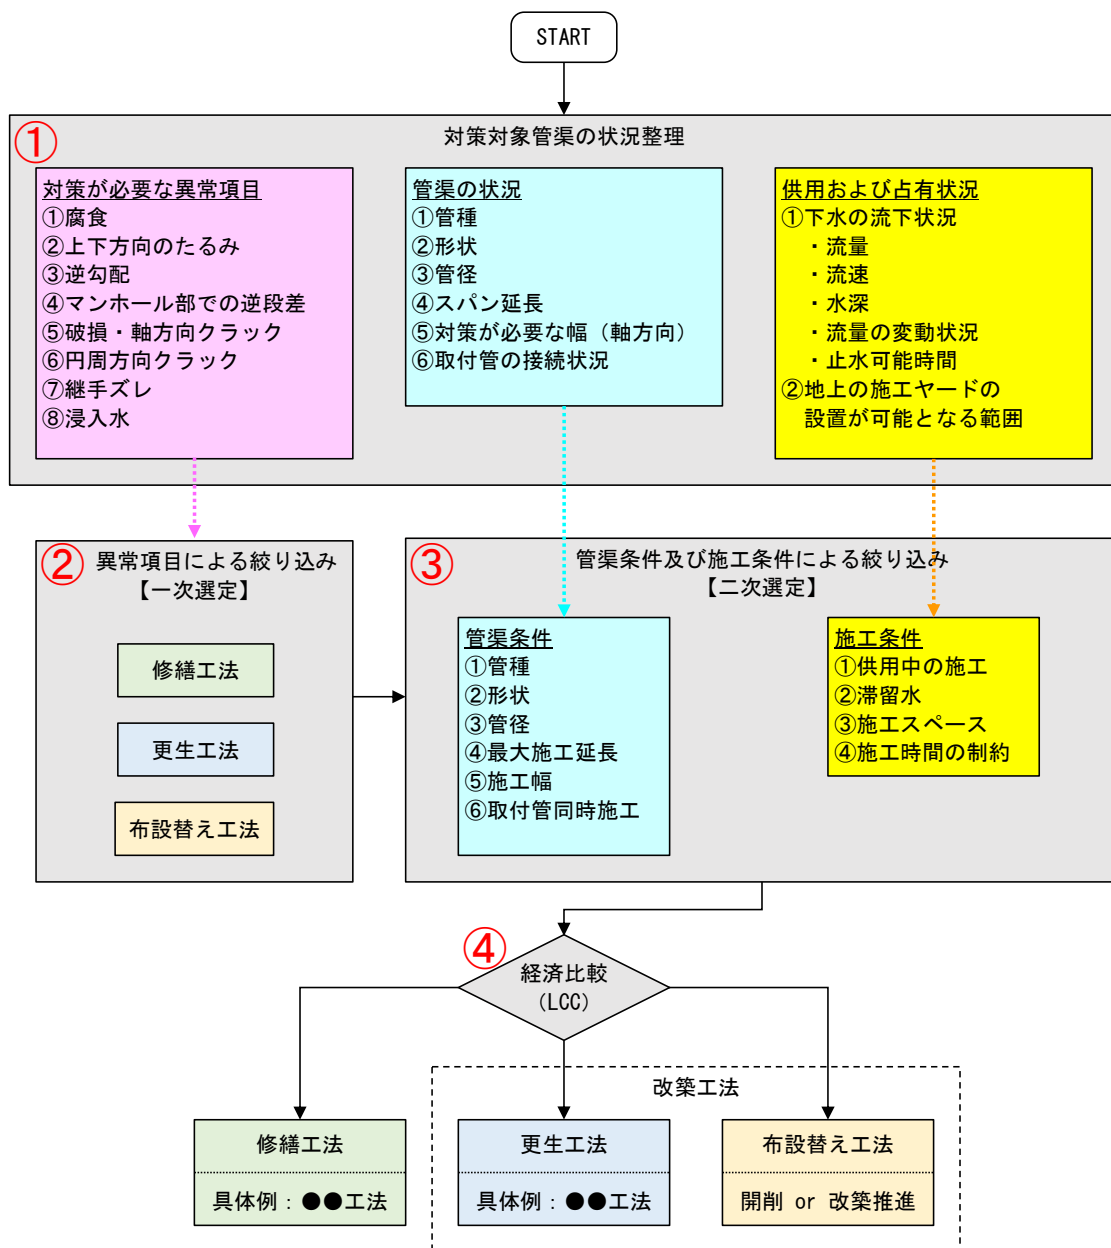 START
①
対策対象管渠の状況整理
対策が必要な異常項目
①腐食
②上下方向のたるみ
③逆勾配
④マンホール部での逆段差
⑤破損・軸方向クラック
⑥円周方向クラック
⑦継手ズレ
⑧浸入水
管渠の状況
①管種
②形状
③管径
④スパン延長
⑤対策が必要な幅（軸方向）
⑥取付管の接続状況
供用および占有状況
①下水の流下状況
・流量
・流速
・水深
・流量の変動状況
・止水可能時間
②地上の施工ヤードの
設置が可能となる範囲
②
異常項目による絞り込み
【一次選定】
修繕工法
更生工法
布設替え工法
③
管渠条件及び施工条件による絞り込み
【二次選定】
管渠条件
①管種
②形状
③管径
④最大施工延長
⑤施工幅
⑥取付管同時施工
施工条件
①供用中の施工
②滞留水
③施工スペース
④施工時間の制約
④
経済比較
(LCC)
改築工法
修繕工法
具体例：●●工法
更生工法
具体例：●●工法
布設替え工法
開削 or 改築推進